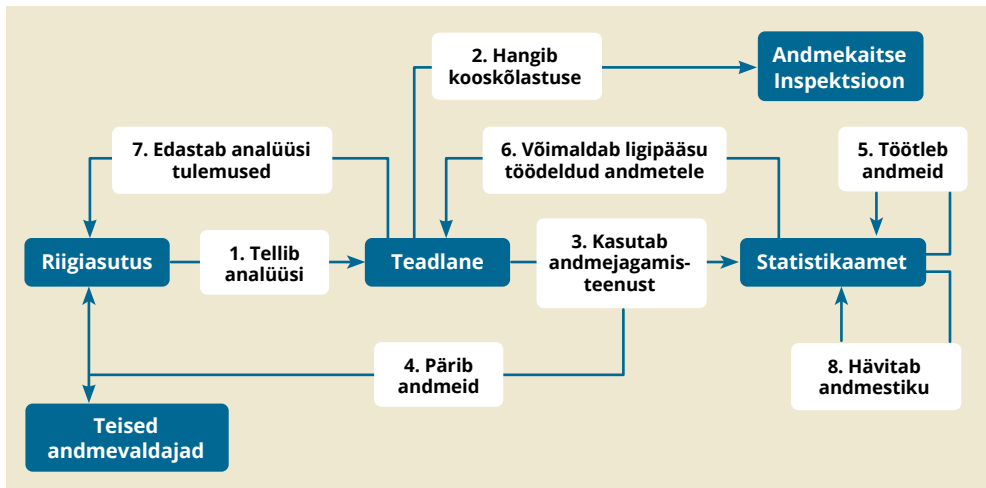 2. Hangib
kooskõlastuse
Andmekaitse
Inspektsioon
7. Edastab analüüsi
tulemused
6. Võimaldab ligipääsu
töödeldud andmetele
5. Töötleb
andmeid
Riigiasutus
1. Tellib
analüüsi
Teadlane
3. Kasutab
andmejagamis-
teenust
Statistikaamet
4. Pärib
andmeid
8. Hävitab
andmestiku
Teised
andmevaldajad